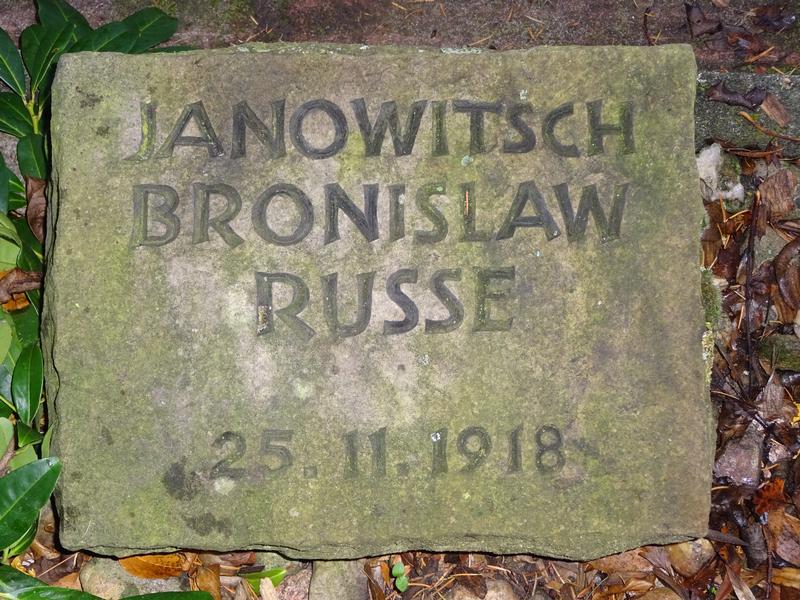 JANOWITSCH
BRONISLAW
RUSSE
25. 11. 1918